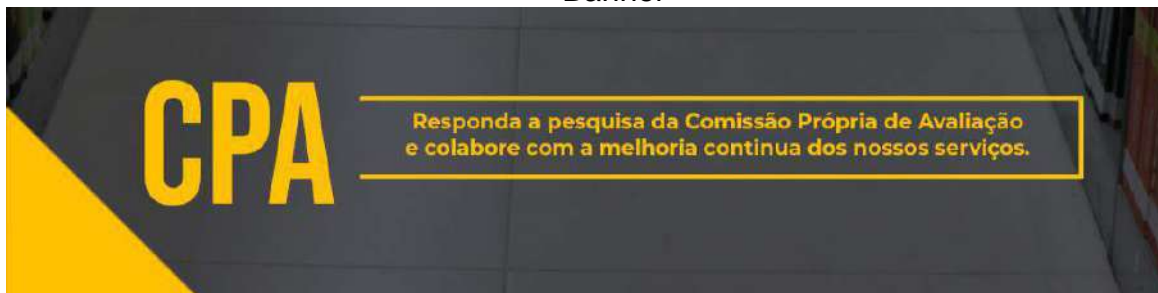 CPA
Responda a pesquisa da Comissão Própria de Avaliação
e colabore com a melhoria continua dos nossos serviços.